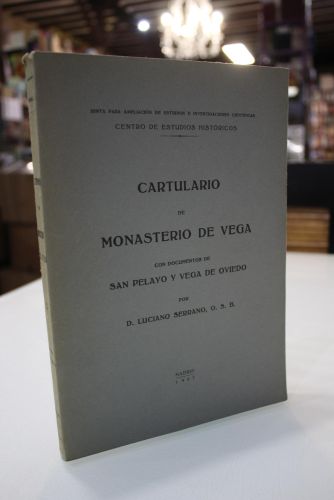 JUNTA PARA AMPLIACIÓN DE ESTUDIOS E INVESTIGACIONES CIENTÍFICAS
CENTRO DE ESTUDIOS HISTÓRICOS
CARTULARIO
DE
MONASTERIO DE VEGA
CON DOCUMENTOS DE
SAN PELAYO Y VEGA DE OVIEDO
POR
D. LUCIANO SERRANO, O. S. B.
MADRID